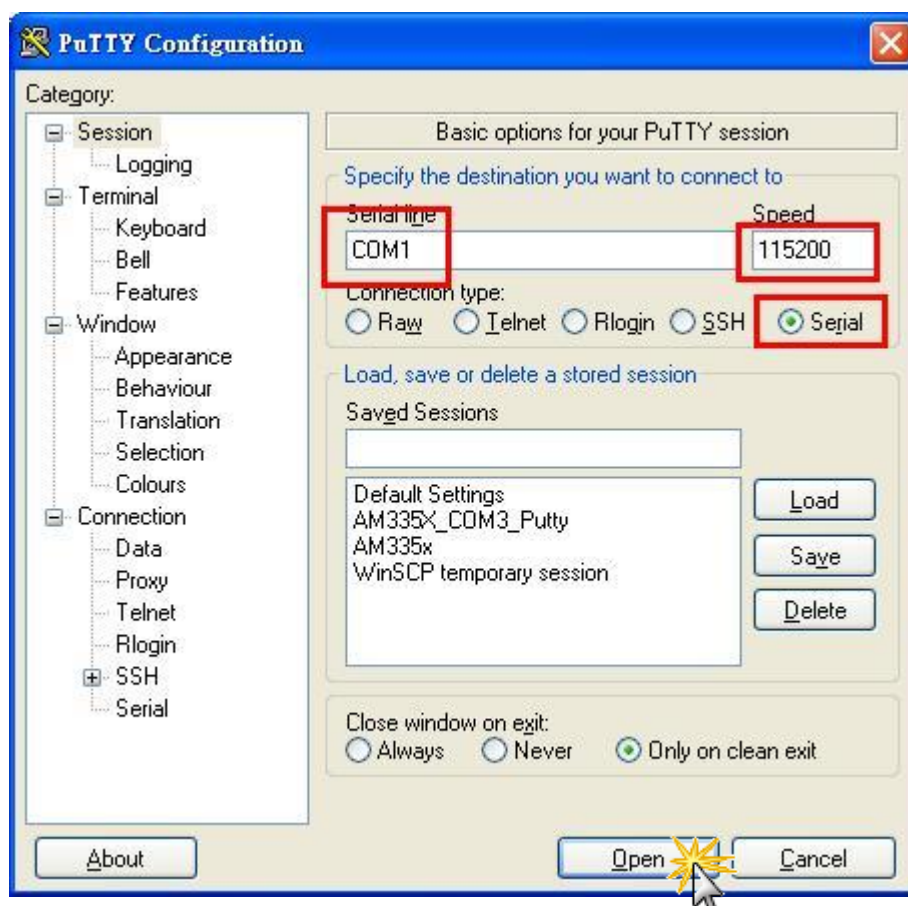 PuTTY Configuration
Category:
Session
Logging
Terminal
Keyboard
Bell
Features
Window
Appearance
Behaviour
Translation
Selection
Colours
Connection
Data
Proxy
Telnet
Rlogin
SSH
Serial
Basic options for your PuTTY session
Specify the destination you want to connect to
Serial line Speed
COM1 115200
Connection type:
Raw Telnet Rlogin SSH Serial
Load, save or delete a stored session
Saved Sessions
Default Settings
AM335X_COM3_Putty
AM335x
WinSCP temporary session
Load
Save
Delete
Close window on exit:
Always Never Only on clean exit
About Open Cancel